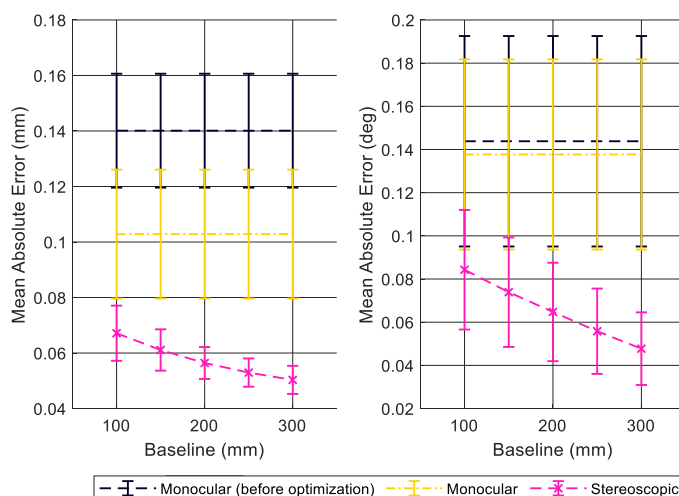 0.18
0.16
0.14
0.12
0.1
0.08
0.06
0.04
Mean Absolute Error (mm)
100 200 300
Baseline (mm)
0.2
0.18
0.16
0.14
0.12
0.1
0.08
0.06
0.04
0.02
Mean Absolute Error (deg)
100 200 300
Baseline (mm)
Monocular (before optimization) Monocular Stereoscopic